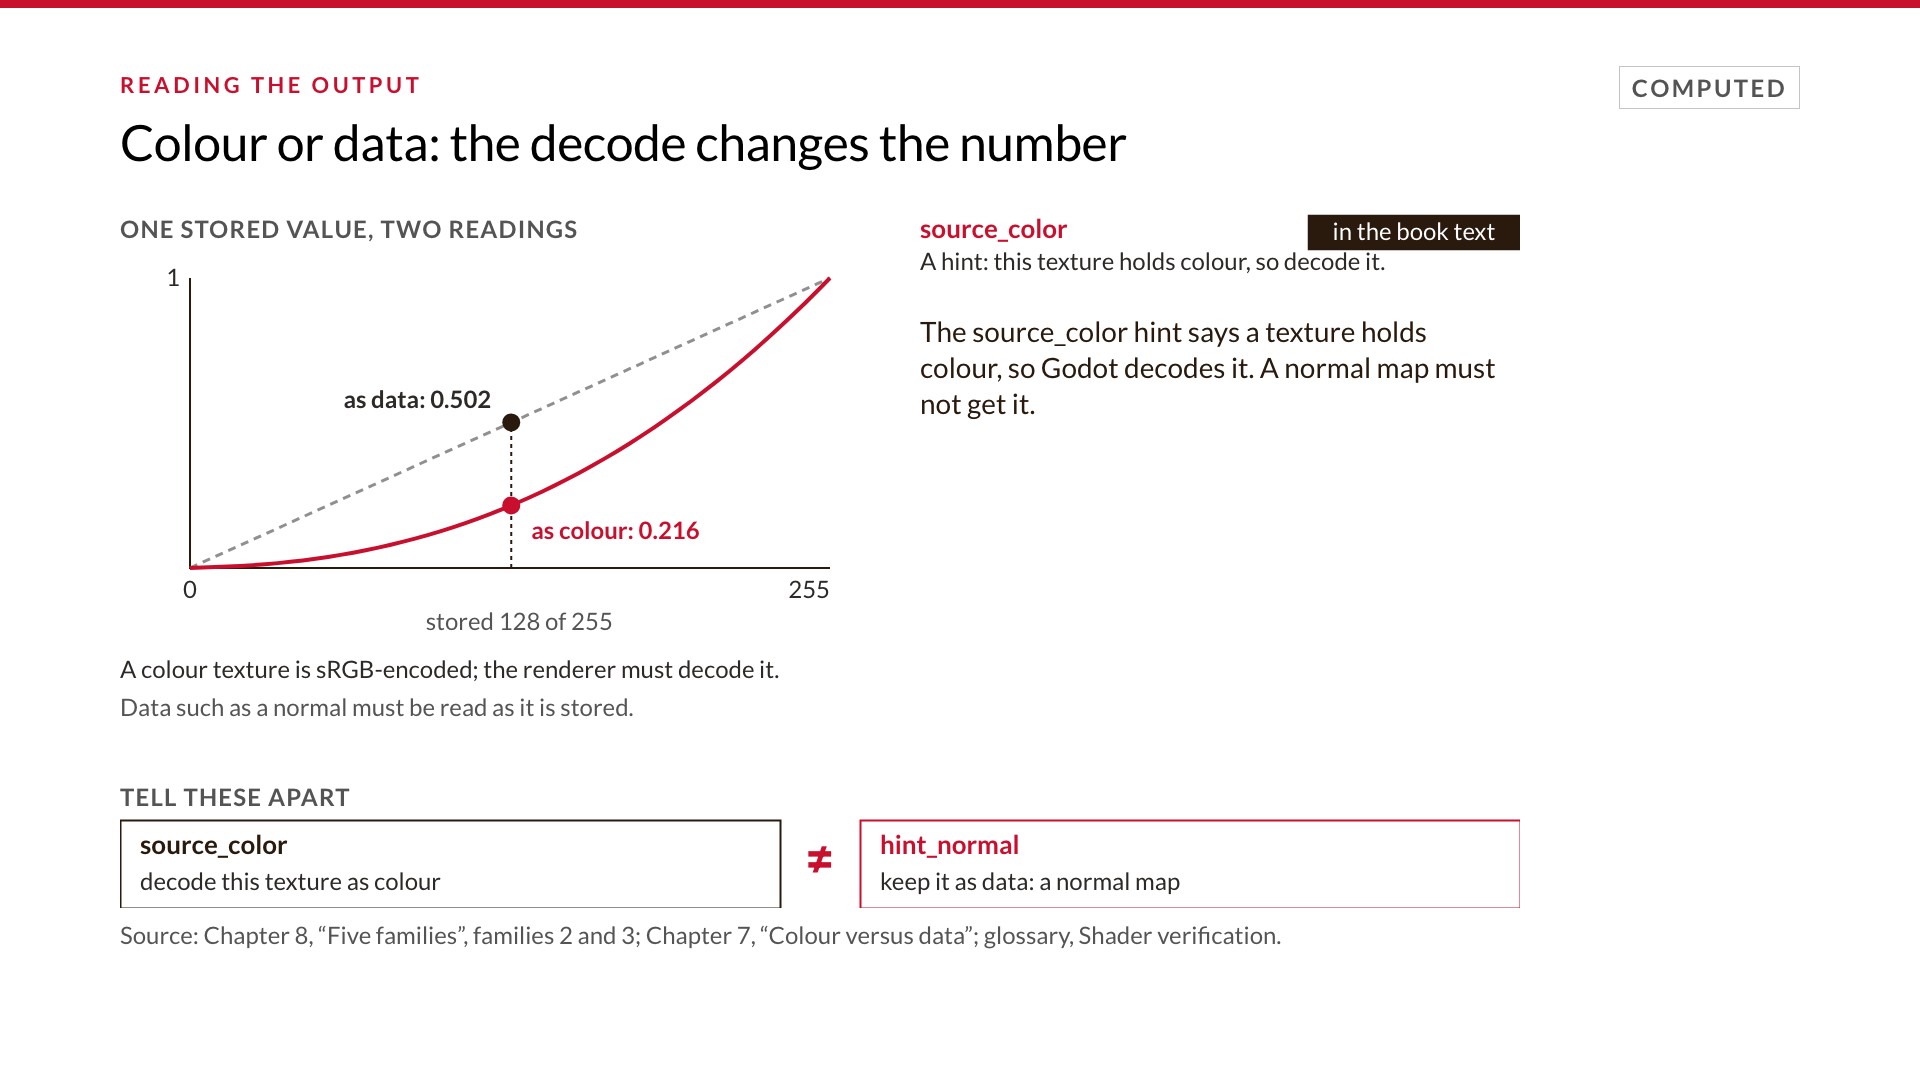 READING THE OUTPUT
COMPUTED
Colour or data: the decode changes the number
ONE STORED VALUE, TWO READINGS
1
as data: 0.502
as colour: 0.216
0
255
stored 128 of 255
A colour texture is sRGB-encoded; the renderer must decode it.
Data such as a normal must be read as it is stored.
source_color
in the book text
A hint: this texture holds colour, so decode it.
The source_color hint says a texture holds
colour, so Godot decodes it. A normal map must
not get it.
TELL THESE APART
source_color
decode this texture as colour
≠
hint_normal
keep it as data: a normal map
Source: Chapter 8, “Five families”, families 2 and 3; Chapter 7, “Colour versus data”; glossary, Shader verification.